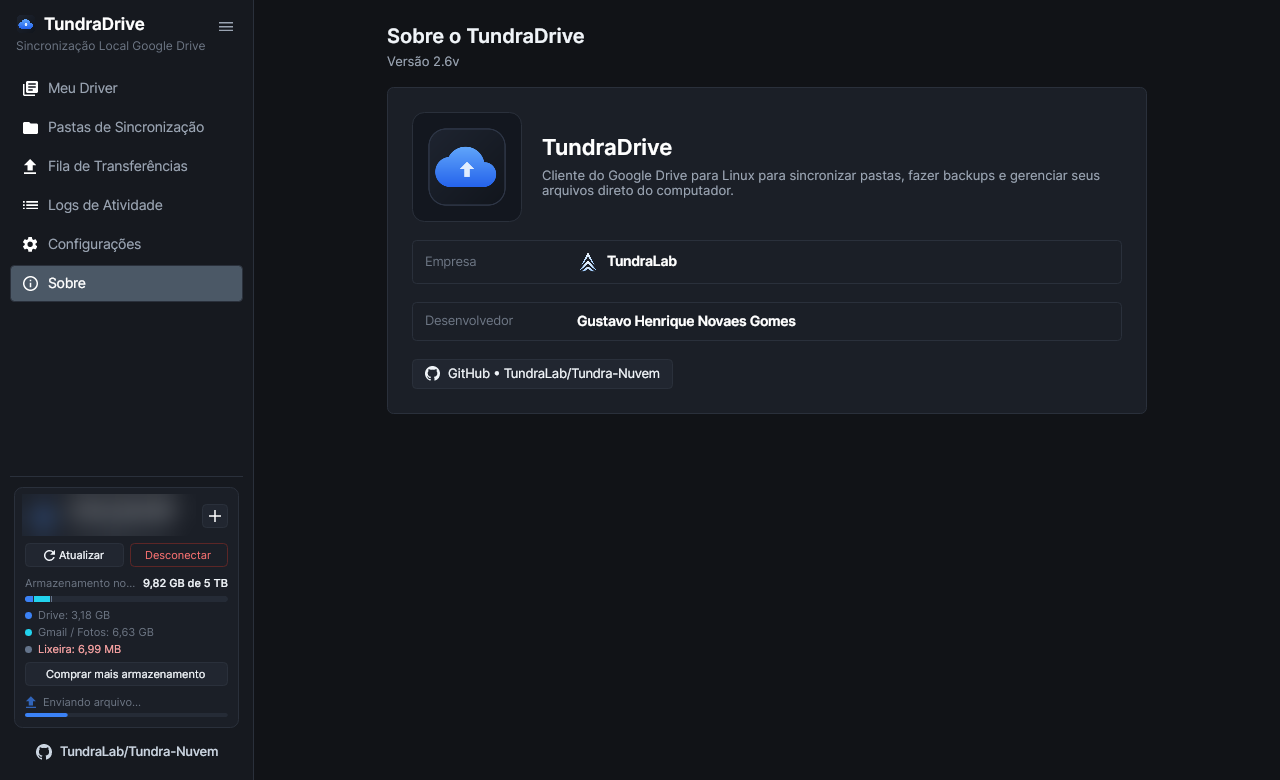 TundraDrive
Sincronização Local Google Drive
Meu Driver
Pastas de Sincronização
Fila de Transferências
Logs de Atividade
Configurações
Sobre
Atualizar
Desconectar
Armazenamento no... 9,82 GB de 5 TB
Drive: 3,18 GB
Gmail / Fotos: 6,63 GB
Lixeira: 6,99 MB
Comprar mais armazenamento
Enviando arquivo...
TundraLab/Tundra-Nuvem
Sobre o TundraDrive
Versão 2.6v
TundraDrive
Cliente do Google Drive para Linux para sincronizar pastas, fazer backups e gerenciar seus
arquivos direto do computador.
Empresa TundraLab
Desenvolvedor Gustavo Henrique Novaes Gomes
GitHub • TundraLab/Tundra-Nuvem